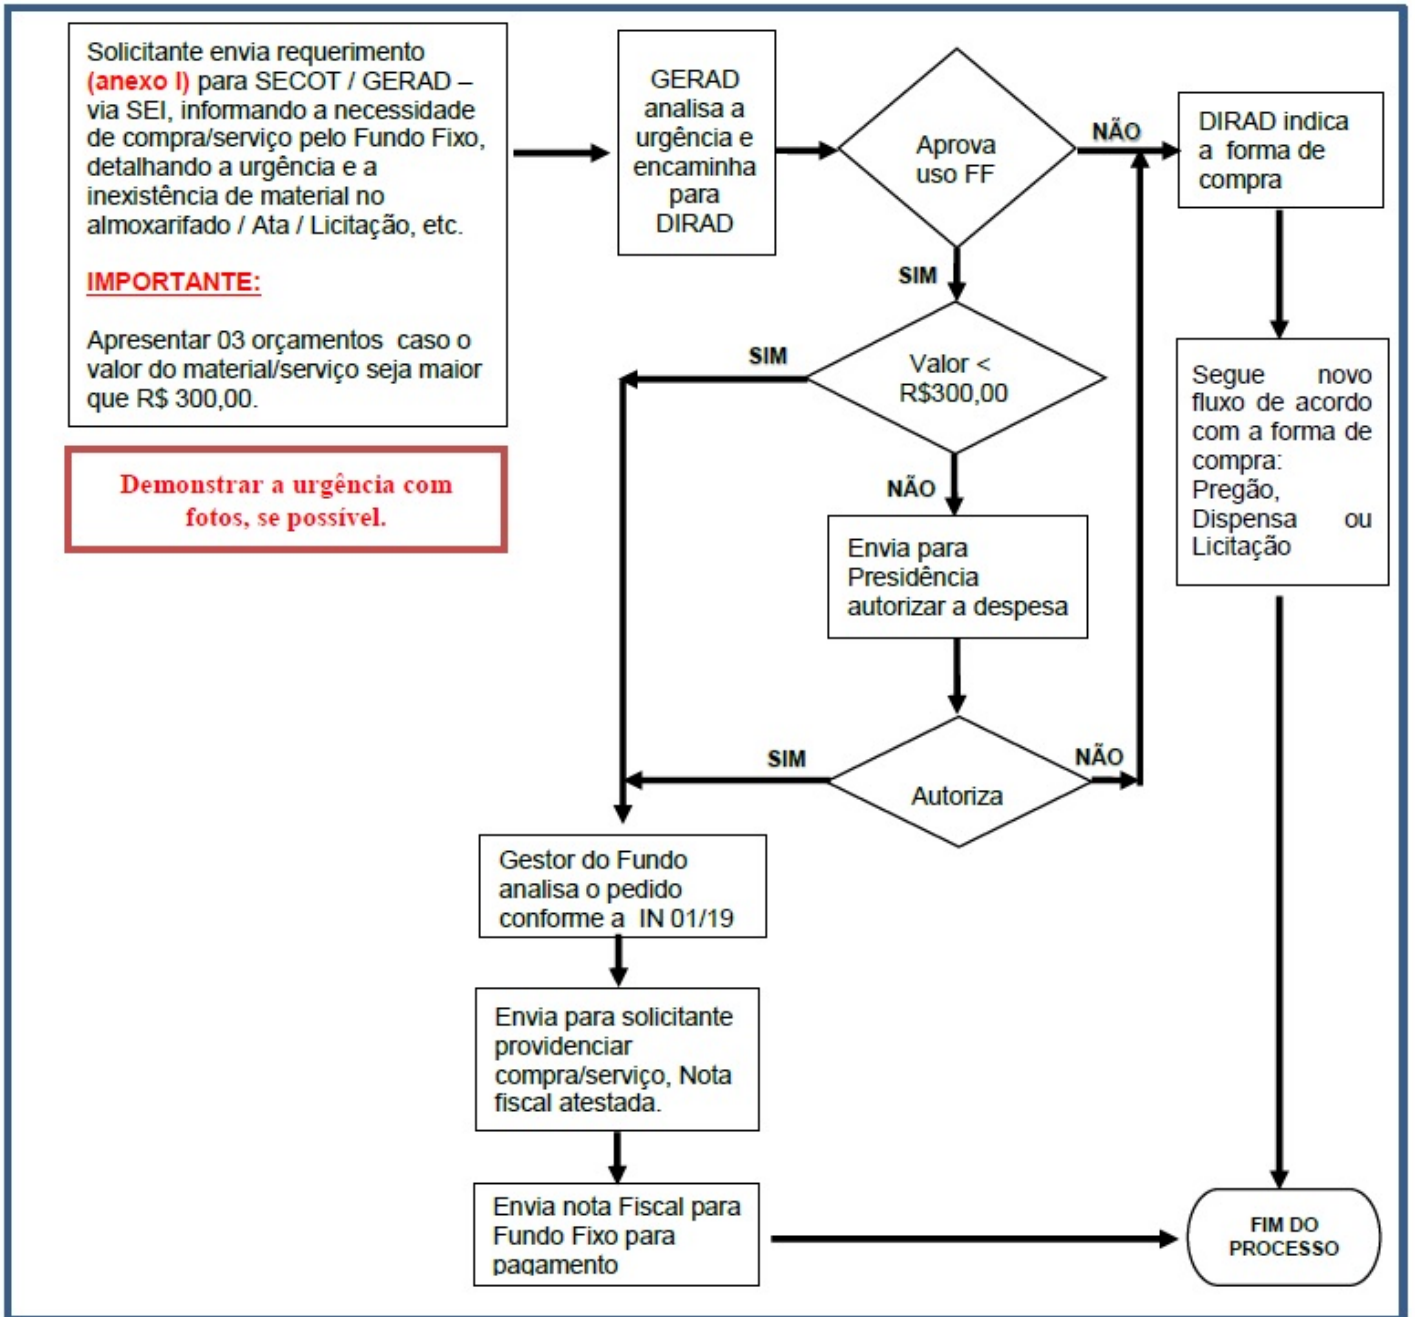 Solicitante envia requerimento
(anexo I) para SECOT / GERAD –
via SEI, informando a necessidade
de compra/serviço pelo Fundo Fixo,
detalhando a urgência e a
inexistência de material no
almoxarifado / Ata / Licitação, etc.
IMPORTANTE:
Apresentar 03 orçamentos caso o
valor do material/serviço seja maior
que R$ 300,00.
Demonstrar a urgência com
fotos, se possível.
GERAD
analisa a
urgência e
encaminha
para
DIRAD
Aprova
uso FF
NÃO
DIRAD indica
a forma de
compra
SIM
Segue novo
fluxo de acordo
com a forma de
compra:
Pregão,
Dispensa ou
Licitação
Valor <
R$300,00
SIM
NÃO
Envia para
Presidência
autorizar a despesa
Autoriza
SIM
NÃO
Gestor do Fundo
analisa o pedido
conforme a IN 01/19
Envia para solicitante
providenciar
compra/serviço, Nota
fiscal atestada.
Envia nota Fiscal para
Fundo Fixo para
pagamento
FIM DO
PROCESSO